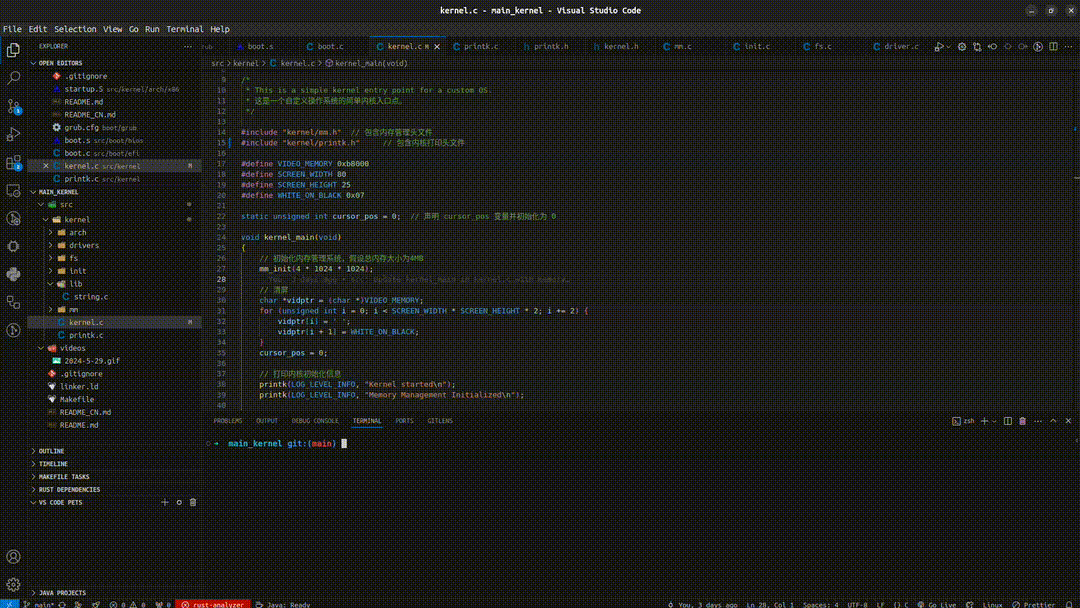 kernel.c - main_kernel - Visual Studio Code
File Edit Selection View Go Run Terminal Help
EXPLORER
OPEN EDITORS
.gitignore
startup.S src/kernel/arch/x86
README.md
README_CN.md
grub.cfg boot/grub
boot.s src/boot/bios
boot.c src/boot/efi
kernel.c src/kernel M
printk.c src/kernel
MAIN_KERNEL
src
kernel
arch
drivers
fs
init
lib
string.c
mm
kernel.c M
printk.c
videos
2024-5-29.gif
.gitignore
linker.ld
Makefile
README_CN.md
README.md
OUTLINE
TIMELINE
MAKEFILE TASKS
RUST DEPENDENCIES
VS CODE PETS
JAVA PROJECTS
boot.s boot.c kernel.c M printk.c printk.h kernel.h mm.c init.c fs.c driver.c
src > kernel > kernel.c > kernel_main(void)
9 /*
10 * This is a simple kernel entry point for a custom OS.
11 * 这是一个自定义操作系统的简单内核入口点。
12 */
13
14 #include "kernel/mm.h" // 包含内存管理头文件
15 #include "kernel/printk.h" // 包含内核打印头文件
16
17 #define VIDEO_MEMORY 0xb8000
18 #define SCREEN_WIDTH 80
19 #define SCREEN_HEIGHT 25
20 #define WHITE_ON_BLACK 0x07
21
22 static unsigned int cursor_pos = 0; // 声明 cursor_pos 变量并初始化为 0
23
24 void kernel_main(void)
25 {
26 // 初始化内存管理系统，假设总内存大小为4MB
27 mm_init(4 * 1024 * 1024);
28
29 // 清屏
30 char *vidptr = (char *)VIDEO_MEMORY;
31 for (unsigned int i = 0; i < SCREEN_WIDTH * SCREEN_HEIGHT * 2; i += 2) {
32 vidptr[i] = ' ';
33 vidptr[i + 1] = WHITE_ON_BLACK;
34 }
35 cursor_pos = 0;
36
37 // 打印内核初始化信息
38 printk(LOG_LEVEL_INFO, "Kernel started\n");
39 printk(LOG_LEVEL_INFO, "Memory Management Initialized\n");
40
PROBLEMS OUTPUT DEBUG CONSOLE TERMINAL PORTS GITLENS
zsh
➜ main_kernel git:(main)
main* 0 0 0 rust-analyzer Java: Ready You, 3 days ago Ln 28, Col 1 Spaces: 4 UTF-8 LF {} C Go Live Linux Prettier